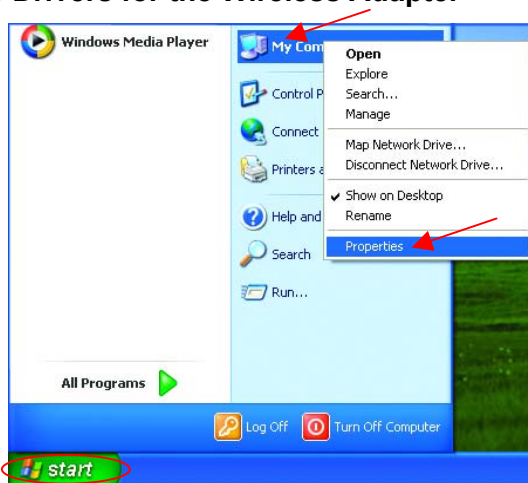 Drivers for the Wireless Adapter
Windows Media Player
My Com
Control P
Connect
Printers a
Help and
Search
Run...
Open
Explore
Search...
Manage
Map Network Drive...
Disconnect Network Drive...
Show on Desktop
Rename
Properties
All Programs
Log Off
Turn Off Computer
start